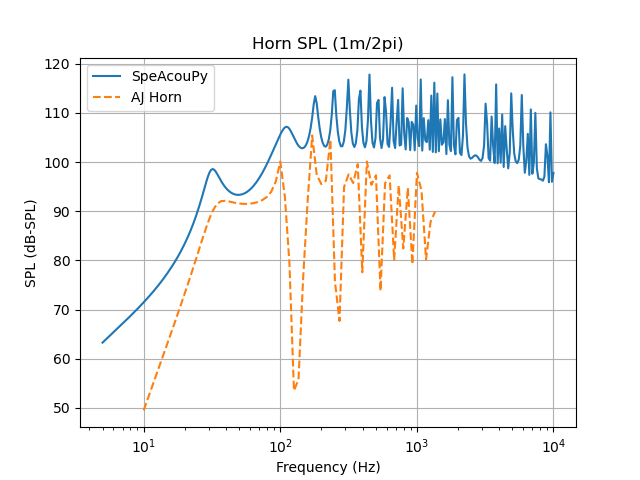 Horn SPL (1m/2pi)
SpeAcouPy
AJ Horn
SPL (dB-SPL)
120
110
100
90
80
70
60
50
10¹
10²
10³
10⁴
Frequency (Hz)